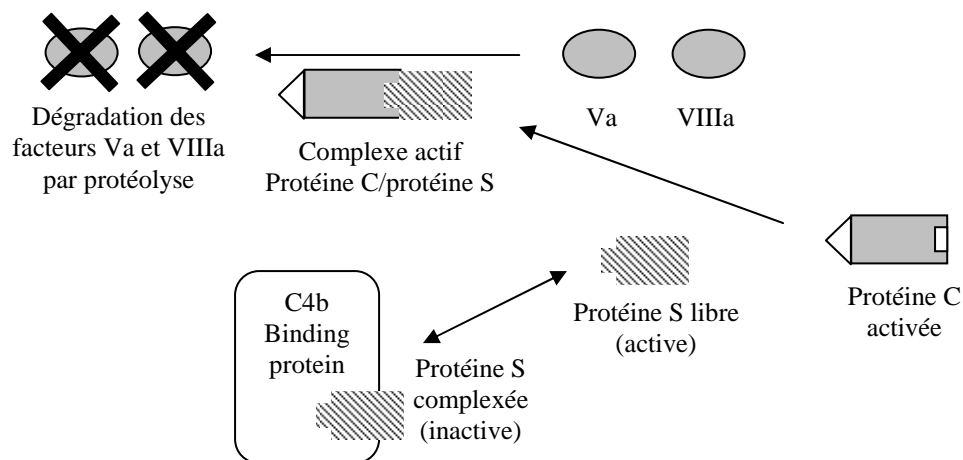 Va
VIIIa
Dégradation des
facteurs Va et VIIIa
par protéolyse
Complexe actif
Protéine C/protéine S
Protéine C
activée
Protéine S libre
(active)
C4b
Binding
protein
Protéine S
complexée
(inactive)